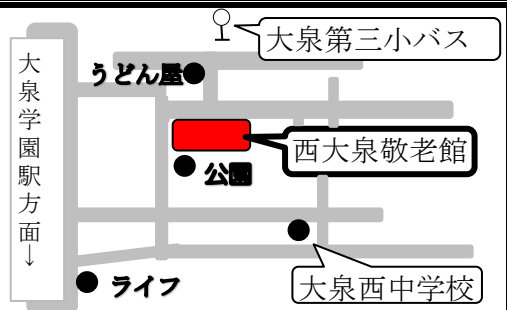 大泉第三小バス
うどん屋
大泉学園駅方面↓
西大泉敬老館
公園
大泉西中学校
ライフ